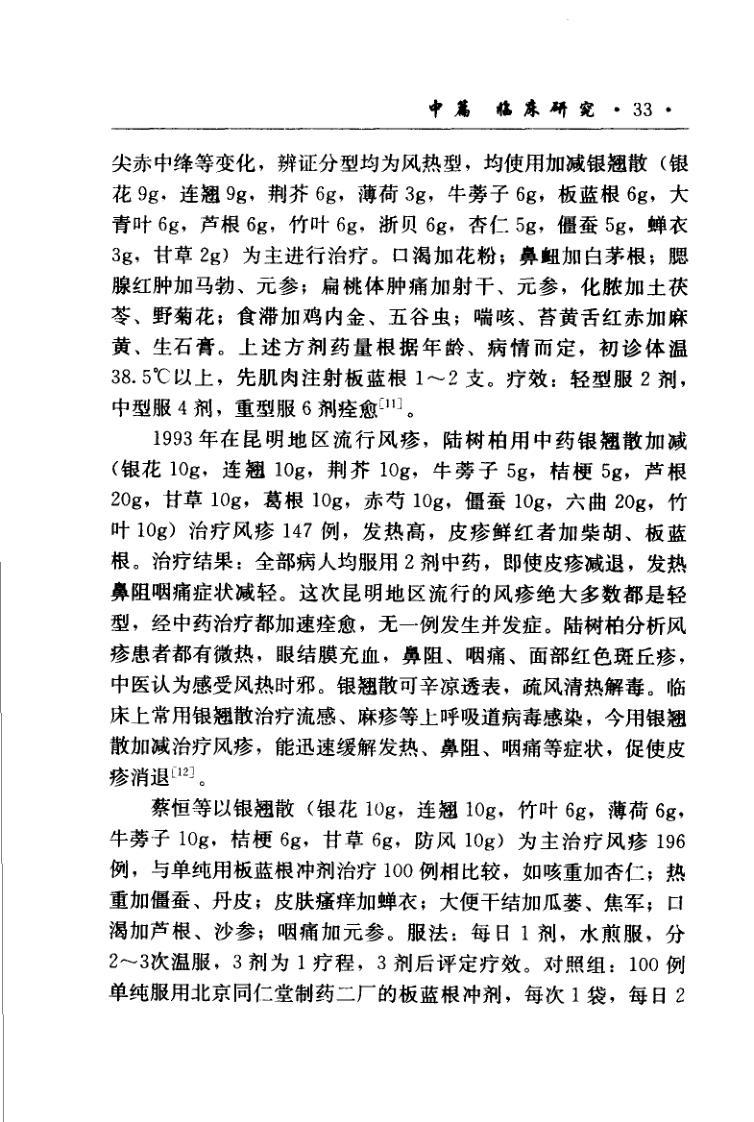 中篇 临床研究 · 33 ·
尖赤中绛等变化，辨证分型均为风热型，均使用加减银翘散（银
花 9g，连翘 9g，荆芥 6g，薄荷 3g，牛蒡子 6g，板蓝根 6g，大
青叶 6g，芦根 6g，竹叶 6g，浙贝 6g，杏仁 5g，僵蚕 5g，蝉衣
3g，甘草 2g）为主进行治疗。口渴加花粉；鼻衄加白茅根；腮
腺红肿加马勃、元参；扁桃体肿痛加射干、元参，化脓加土茯
苓、野菊花；食滞加鸡内金、五谷虫；喘咳、苔黄舌红赤加麻
黄、生石膏。上述方剂药量根据年龄、病情而定，初诊体温
38.5℃以上，先肌肉注射板蓝根 1～2 支。疗效：轻型服 2 剂，
中型服 4 剂，重型服 6 剂痊愈[11]。
1993 年在昆明地区流行风疹，陆树柏用中药银翘散加减
（银花 10g，连翘 10g，荆芥 10g，牛蒡子 5g，桔梗 5g，芦根
20g，甘草 10g，葛根 10g，赤芍 10g，僵蚕 10g，六曲 20g，竹
叶 10g）治疗风疹 147 例，发热高，皮疹鲜红者加柴胡、板蓝
根。治疗结果：全部病人均服用 2 剂中药，即使皮疹减退，发热
鼻阻咽痛症状减轻。这次昆明地区流行的风疹绝大多数都是轻
型，经中药治疗都加速痊愈，无一例发生并发症。陆树柏分析风
疹患者都有微热，眼结膜充血，鼻阻、咽痛、面部红色斑丘疹，
中医认为感受风热时邪。银翘散可辛凉透表，疏风清热解毒。临
床上常用银翘散治疗流感、麻疹等上呼吸道病毒感染，今用银翘
散加减治疗风疹，能迅速缓解发热、鼻阻、咽痛等症状，促使皮
疹消退[12]。
蔡恒等以银翘散（银花 10g，连翘 10g，竹叶 6g，薄荷 6g，
牛蒡子 10g，桔梗 6g，甘草 6g，防风 10g）为主治疗风疹 196
例，与单纯用板蓝根冲剂治疗 100 例相比较，如咳重加杏仁；热
重加僵蚕、丹皮；皮肤瘙痒加蝉衣；大便干结加瓜蒌、焦军；口
渴加芦根、沙参；咽痛加元参。服法：每日 1 剂，水煎服，分
2～3次温服，3 剂为 1 疗程，3 剂后评定疗效。对照组：100 例
单纯服用北京同仁堂制药二厂的板蓝根冲剂，每次 1 袋，每日 2